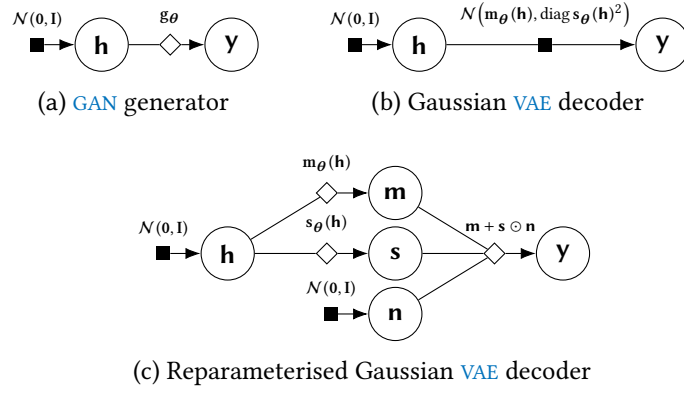 𝒩(0, I)
g_θ
h
y
(a) GAN generator
𝒩(0, I)
𝒩(m_θ(h), diag s_θ(h)²)
h
y
(b) Gaussian VAE decoder
m_θ(h)
m
𝒩(0, I)
s_θ(h)
m + s ⊙ n
h
s
y
𝒩(0, I)
n
(c) Reparameterised Gaussian VAE decoder